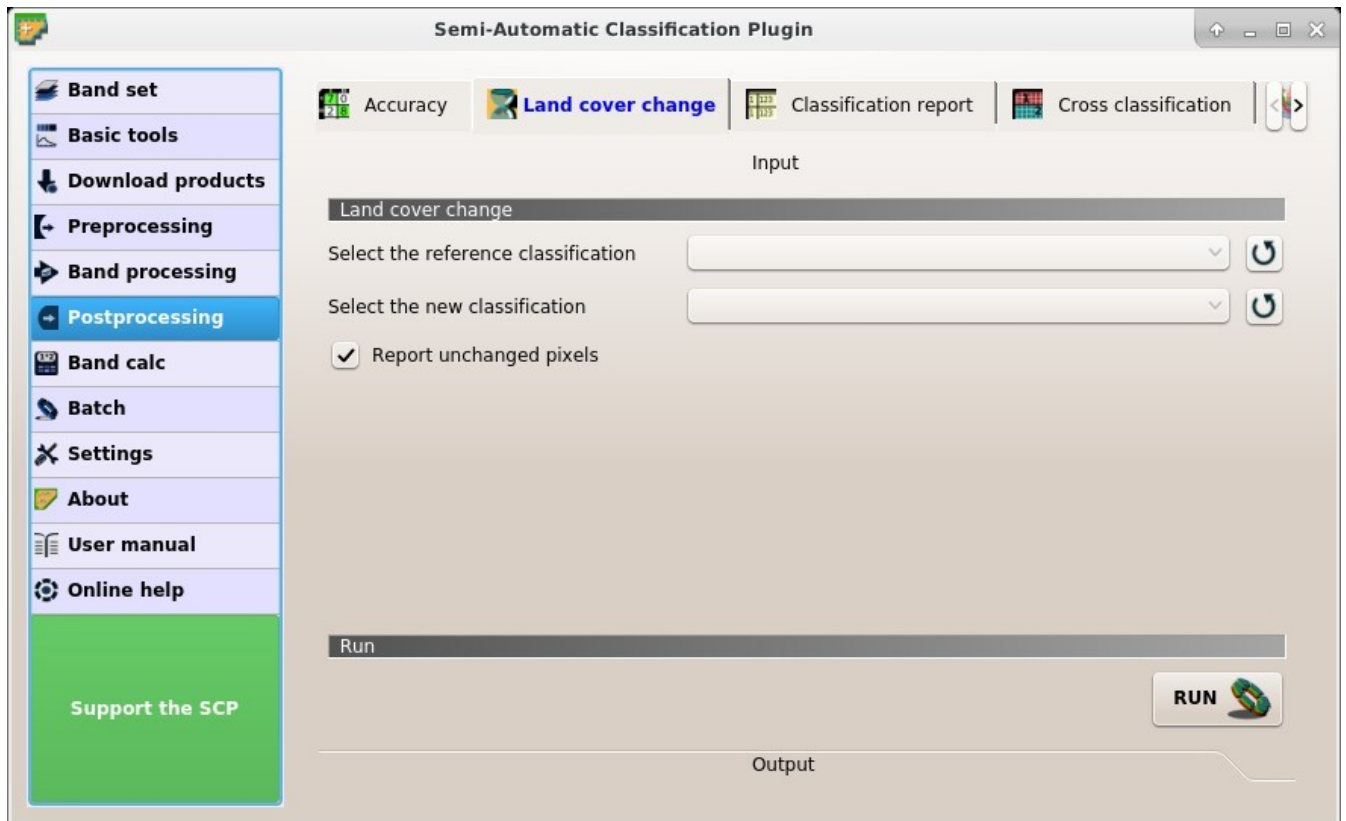 Semi-Automatic Classification Plugin
Band set
Basic tools
Download products
Preprocessing
Band processing
Postprocessing
Band calc
Batch
Settings
About
User manual
Online help
Support the SCP
Accuracy
Land cover change
Classification report
Cross classification
Input
Land cover change
Select the reference classification
Select the new classification
Report unchanged pixels
Run
RUN
Output